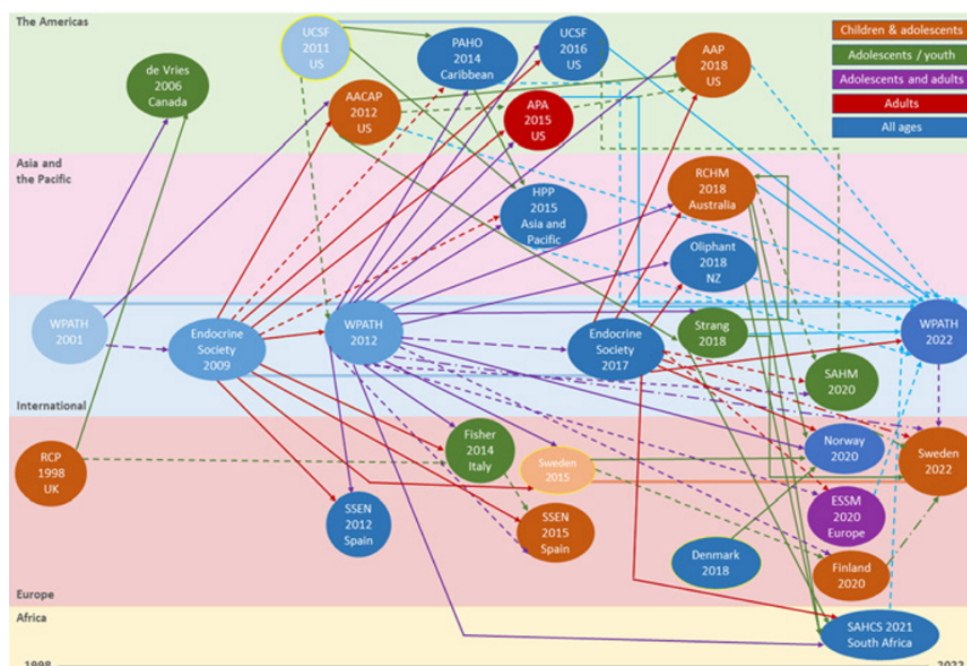 The Americas
UCSF
2011
US
de Vries
2006
Canada
AACAP
2012
US
PAHO
2014
Caribbean
UCSF
2016
US
APA
2015
US
AAP
2018
US
Children & adolescents
Adolescents / youth
Adolescents and adults
Adults
All ages
Asia and
the Pacific
HPP
2015
Asia and
Pacific
RCHM
2018
Australia
Oliphant
2018
NZ
WPATH
2001
Endocrine
Society
2009
WPATH
2012
Endocrine
Society
2017
Strang
2018
WPATH
2022
SAHM
2020
International
RCP
1998
UK
Fisher
2014
Italy
Sweden
2015
Norway
2020
Sweden
2022
SSEN
2012
Spain
SSEN
2015
Spain
ESSM
2020
Europe
Denmark
2018
Finland
2020
Europe
Africa
SAHCS 2021
South Africa
1998
2022